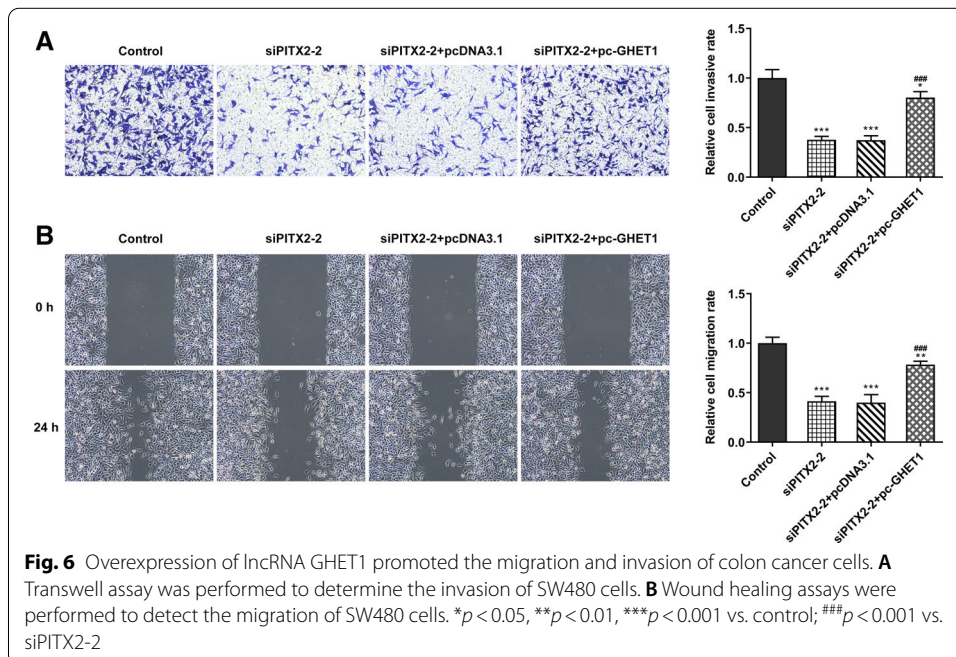 A
Control
siPITX2-2
siPITX2-2+pcDNA3.1
siPITX2-2+pc-GHET1
Relative cell invasive rate
1.5
1.0
0.5
0.0
***
***
###
*
Control
siPITX2-2
siPITX2-2+pcDNA3.1
siPITX2-2+pc-GHET1
B
Control
siPITX2-2
siPITX2-2+pcDNA3.1
siPITX2-2+pc-GHET1
0 h
24 h
Relative cell migration rate
1.5
1.0
0.5
0.0
***
***
###
**
Control
siPITX2-2
siPITX2-2+pcDNA3.1
siPITX2-2+pc-GHET1
Fig. 6 Overexpression of lncRNA GHET1 promoted the migration and invasion of colon cancer cells. A
Transwell assay was performed to determine the invasion of SW480 cells. B Wound healing assays were
performed to detect the migration of SW480 cells. *p < 0.05, **p < 0.01, ***p < 0.001 vs. control; ###p < 0.001 vs.
siPITX2-2